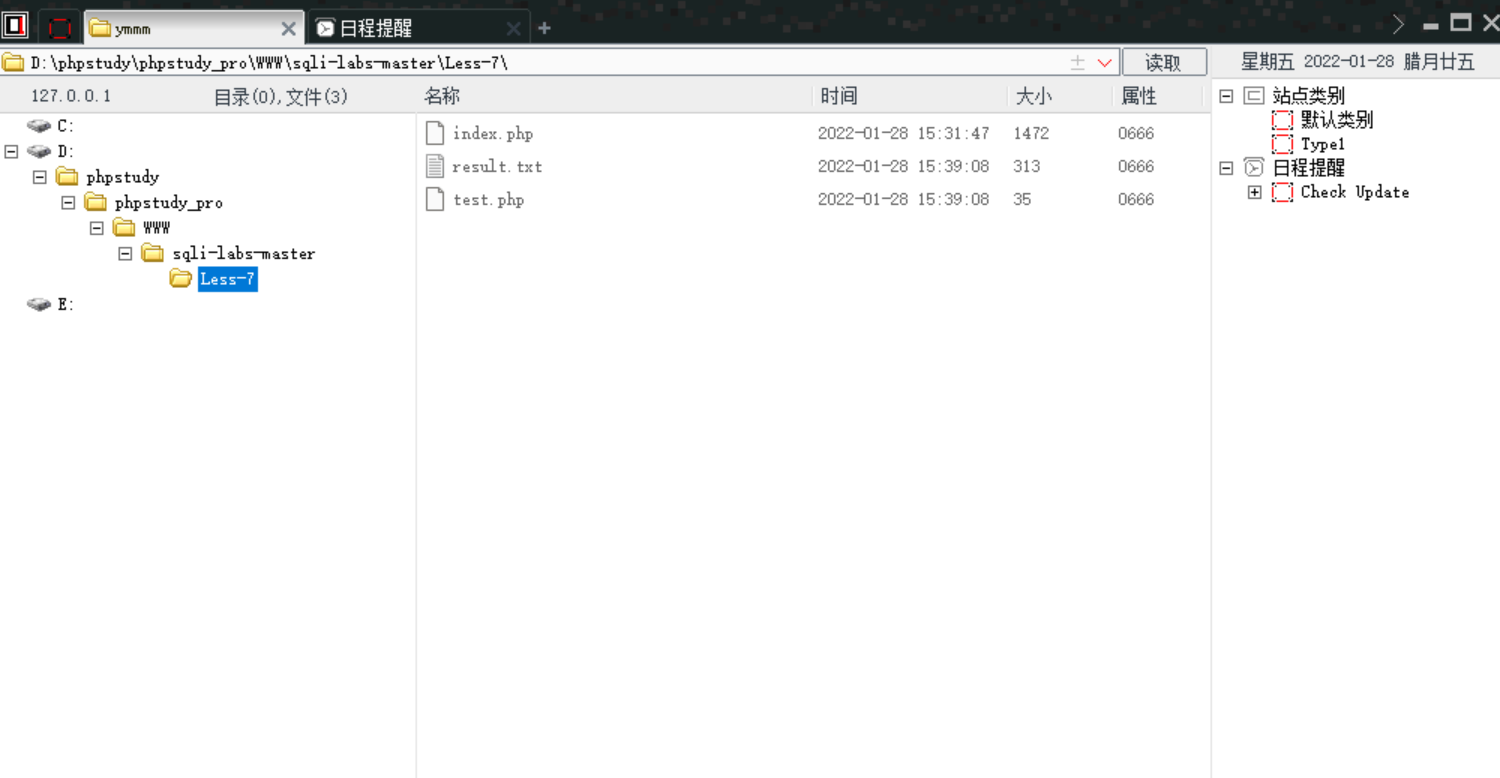 ymmm 日程提醒
D:\phpstudy\phpstudy_pro\WWW\sqli-labs-master\Less-7\ 读取 星期五 2022-01-28 腊月廿五
127.0.0.1 目录(0),文件(3) 名称 时间 大小 属性
C:
D:
phpstudy
phpstudy_pro
WWW
sqli-labs-master
Less-7
E:
index.php 2022-01-28 15:31:47 1472 0666
result.txt 2022-01-28 15:39:08 313 0666
test.php 2022-01-28 15:39:08 35 0666
站点类别
默认类别
Type1
日程提醒
Check Update